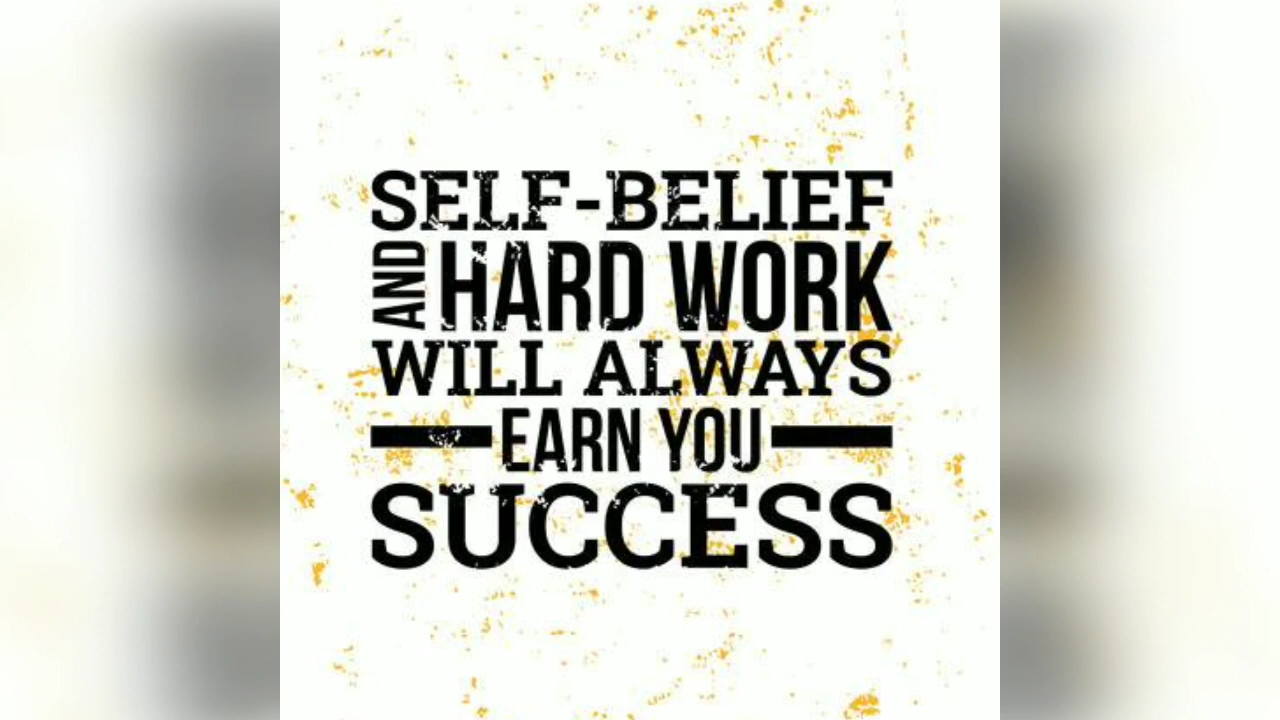 SELF-BELIEF
AND HARD WORK
WILL ALWAYS
EARN YOU
SUCCESS